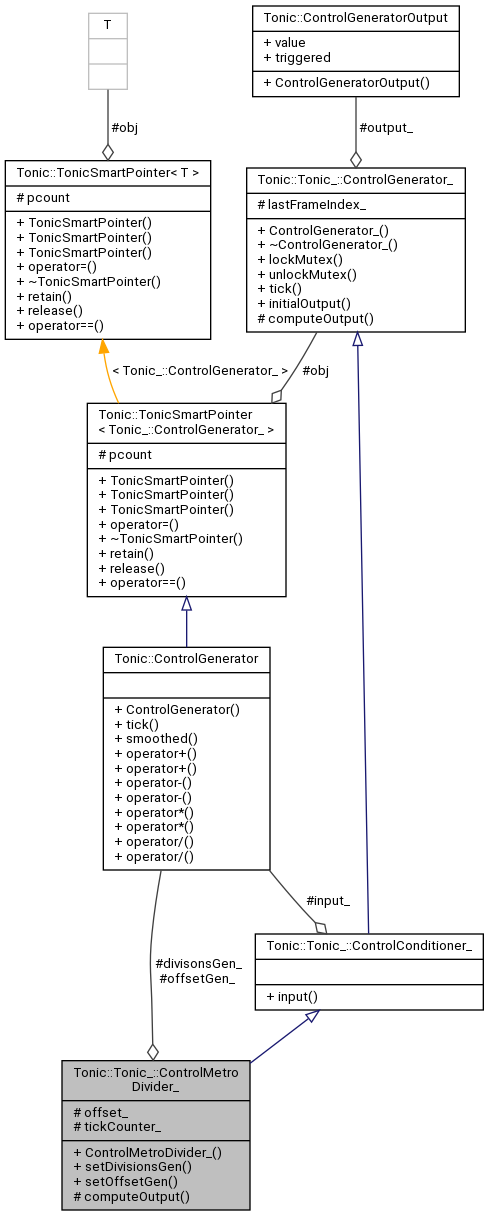 T
#obj
Tonic::ControlGeneratorOutput
+ value
+ triggered
+ ControlGeneratorOutput()
#output_
Tonic::TonicSmartPointer< T >
# pcount
+ TonicSmartPointer()
+ TonicSmartPointer()
+ TonicSmartPointer()
+ operator=()
+ ~TonicSmartPointer()
+ retain()
+ release()
+ operator==()
Tonic::Tonic_::ControlGenerator_
# lastFrameIndex_
+ ControlGenerator_()
+ ~ControlGenerator_()
+ lockMutex()
+ unlockMutex()
+ tick()
+ initialOutput()
# computeOutput()
< Tonic_::ControlGenerator_ >
#obj
Tonic::TonicSmartPointer
< Tonic_::ControlGenerator_ >
# pcount
+ TonicSmartPointer()
+ TonicSmartPointer()
+ TonicSmartPointer()
+ operator=()
+ ~TonicSmartPointer()
+ retain()
+ release()
+ operator==()
Tonic::ControlGenerator
+ ControlGenerator()
+ tick()
+ smoothed()
+ operator+()
+ operator+()
+ operator-()
+ operator-()
+ operator*()
+ operator*()
+ operator/()
+ operator/()
#input_
Tonic::Tonic_::ControlConditioner_
+ input()
#divisonsGen_
#offsetGen_
Tonic::Tonic_::ControlMetro
Divider_
# offset_
# tickCounter_
+ ControlMetroDivider_()
+ setDivisionsGen()
+ setOffsetGen()
# computeOutput()